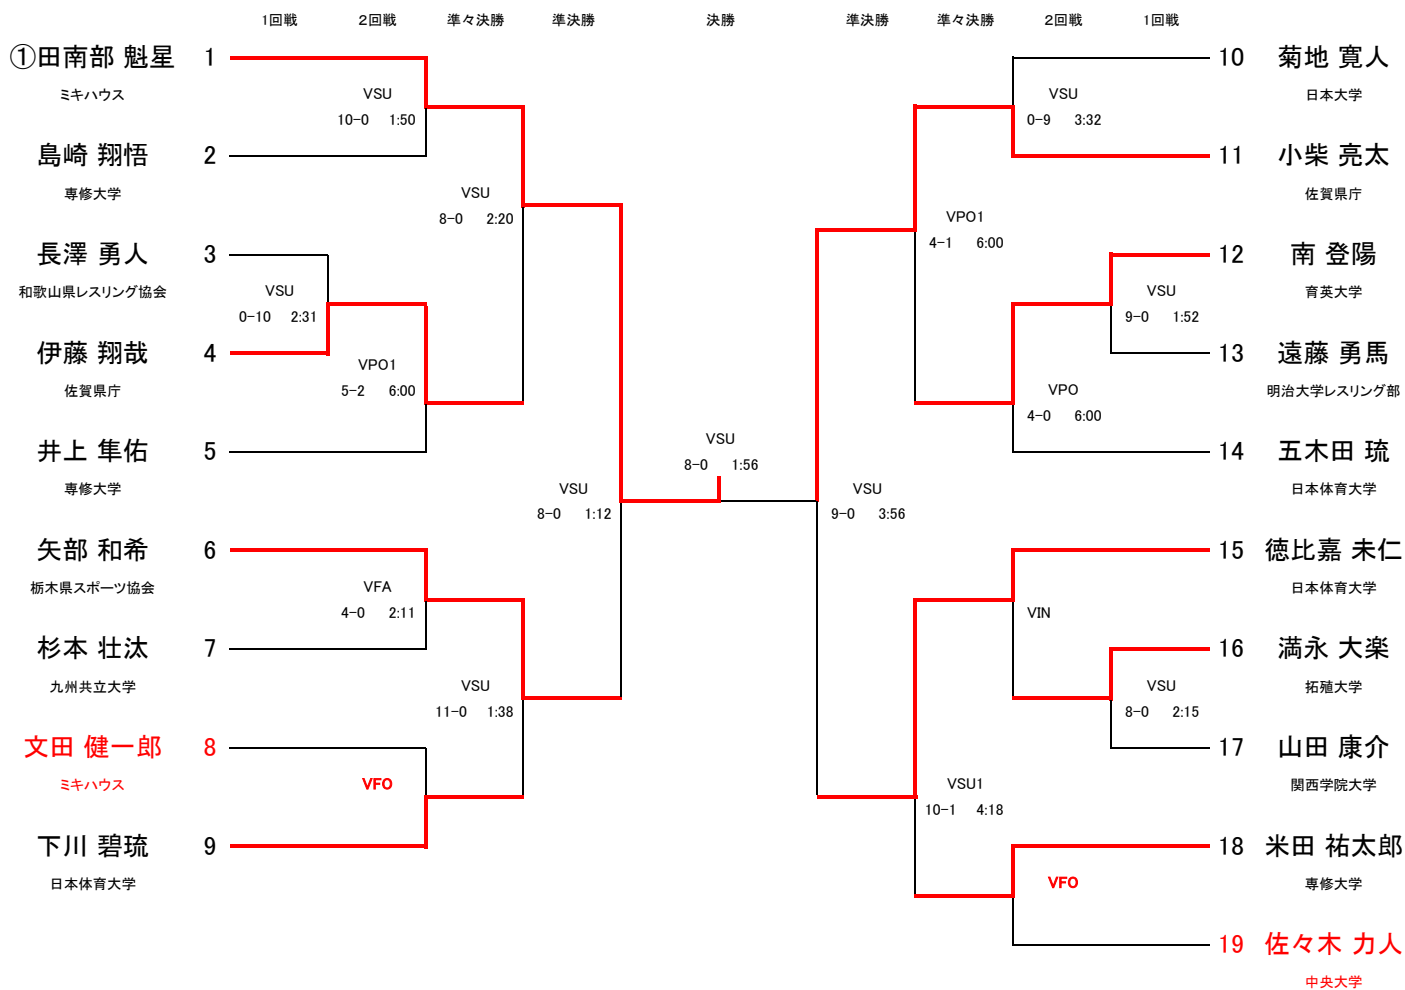 1回戦 2回戦 準々決勝 準決勝 決勝 準決勝 準々決勝 2回戦 1回戦
①田南部 魁星 1
ミキハウス
VSU
10-0 1:50
島崎 翔悟 2
専修大学
VSU
8-0 2:20
長澤 勇人 3
和歌山県レスリング協会
VSU
0-10 2:31
伊藤 翔哉 4
佐賀県庁
VPO1
5-2 6:00
井上 隼佑 5
専修大学
VSU
8-0 1:12
矢部 和希 6
栃木県スポーツ協会
VFA
4-0 2:11
杉本 壮汰 7
九州共立大学
VSU
11-0 1:38
文田 健一郎 8
ミキハウス
VFO
下川 碧琉 9
日本体育大学
VSU
8-0 1:56
10 菊地 寛人
日本大学
VSU
0-9 3:32
11 小柴 亮太
佐賀県庁
VPO1
4-1 6:00
12 南 登陽
育英大学
VSU
9-0 1:52
13 遠藤 勇馬
明治大学レスリング部
VPO
4-0 6:00
14 五木田 琉
日本体育大学
VSU
9-0 3:56
15 徳比嘉 未仁
日本体育大学
VIN
16 満永 大楽
拓殖大学
VSU
8-0 2:15
17 山田 康介
関西学院大学
VSU1
10-1 4:18
18 米田 祐太郎
専修大学
VFO
19 佐々木 力人
中央大学